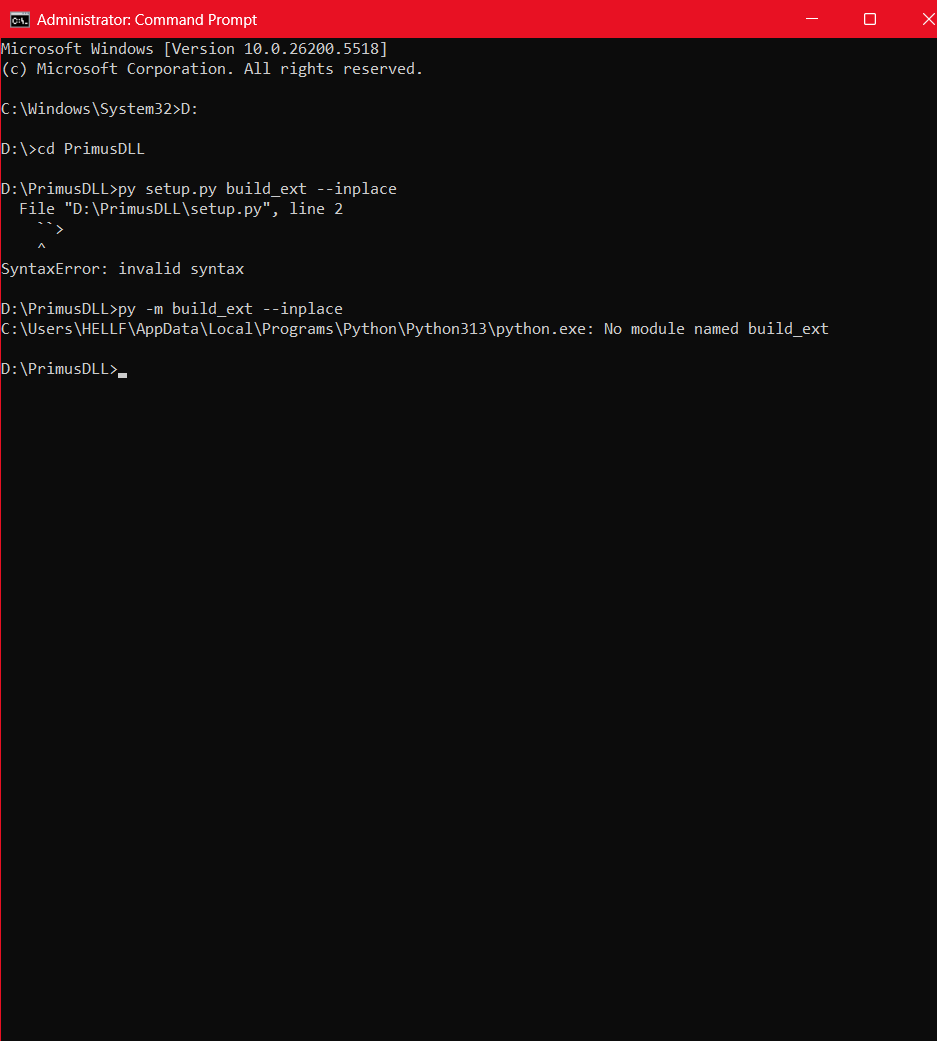 Administrator: Command Prompt
Microsoft Windows [Version 10.0.26200.5518]
(c) Microsoft Corporation. All rights reserved.
C:\Windows\System32>D:
D:\>cd PrimusDLL
D:\PrimusDLL>py setup.py build_ext --inplace
File "D:\PrimusDLL\setup.py", line 2
``>
^
SyntaxError: invalid syntax
D:\PrimusDLL>py -m build_ext --inplace
C:\Users\HELLF\AppData\Local\Programs\Python\Python313\python.exe: No module named build_ext
D:\PrimusDLL>